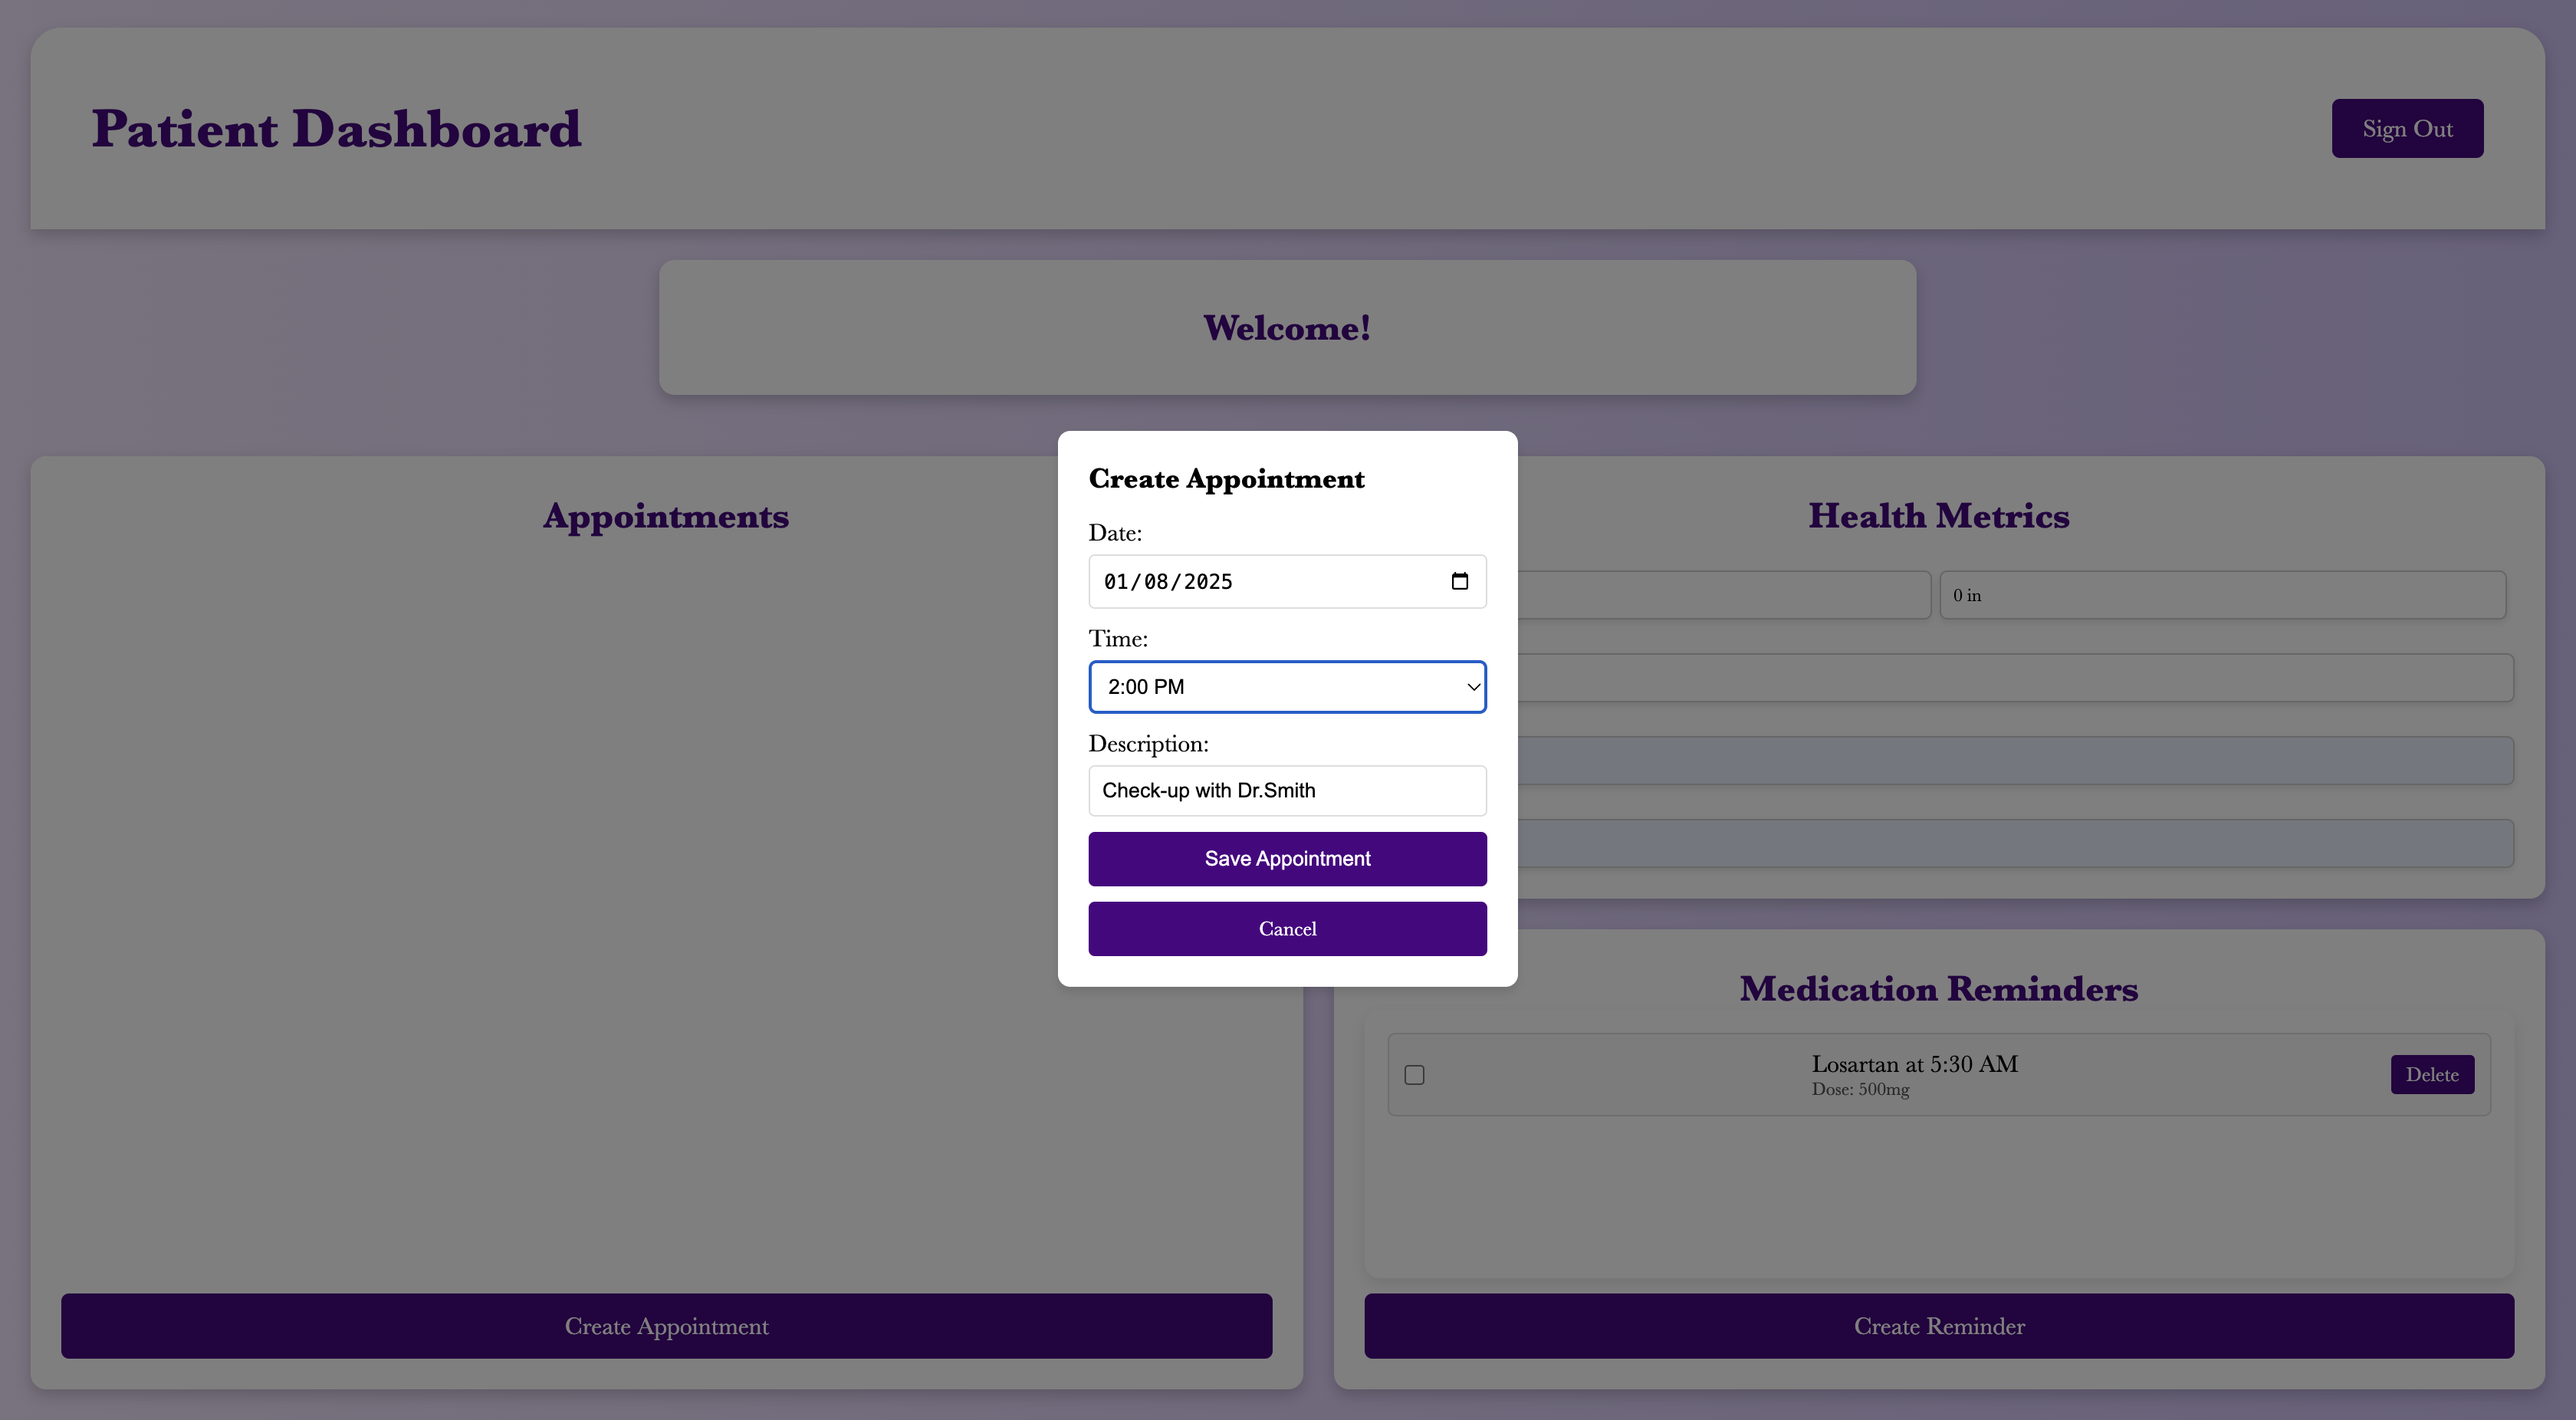 Patient Dashboard
Sign Out
Welcome!
Create Appointment
Date:
01/08/2025
Time:
2:00 PM
Description:
Check-up with Dr.Smith
Save Appointment
Cancel
Appointments
Create Appointment
Health Metrics
0 in
Medication Reminders
Losartan at 5:30 AM
Dose: 500mg
Delete
Create Reminder